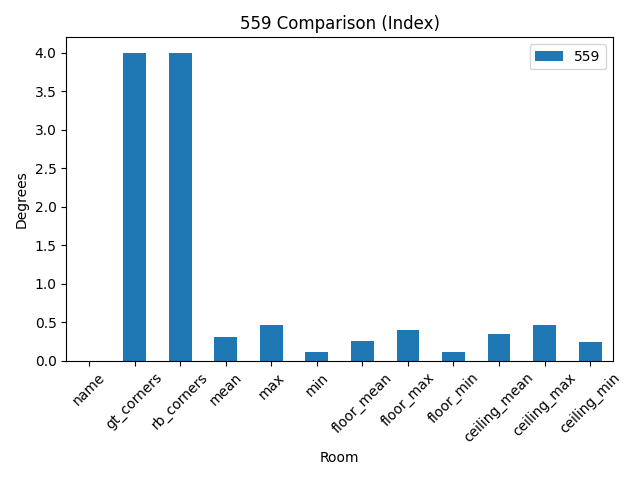 559 Comparison (Index)
559
Degrees
4.0
3.5
3.0
2.5
2.0
1.5
1.0
0.5
0.0
name
gt_corners
rb_corners
mean
max
min
floor_mean
floor_max
floor_min
ceiling_mean
ceiling_max
ceiling_min
Room